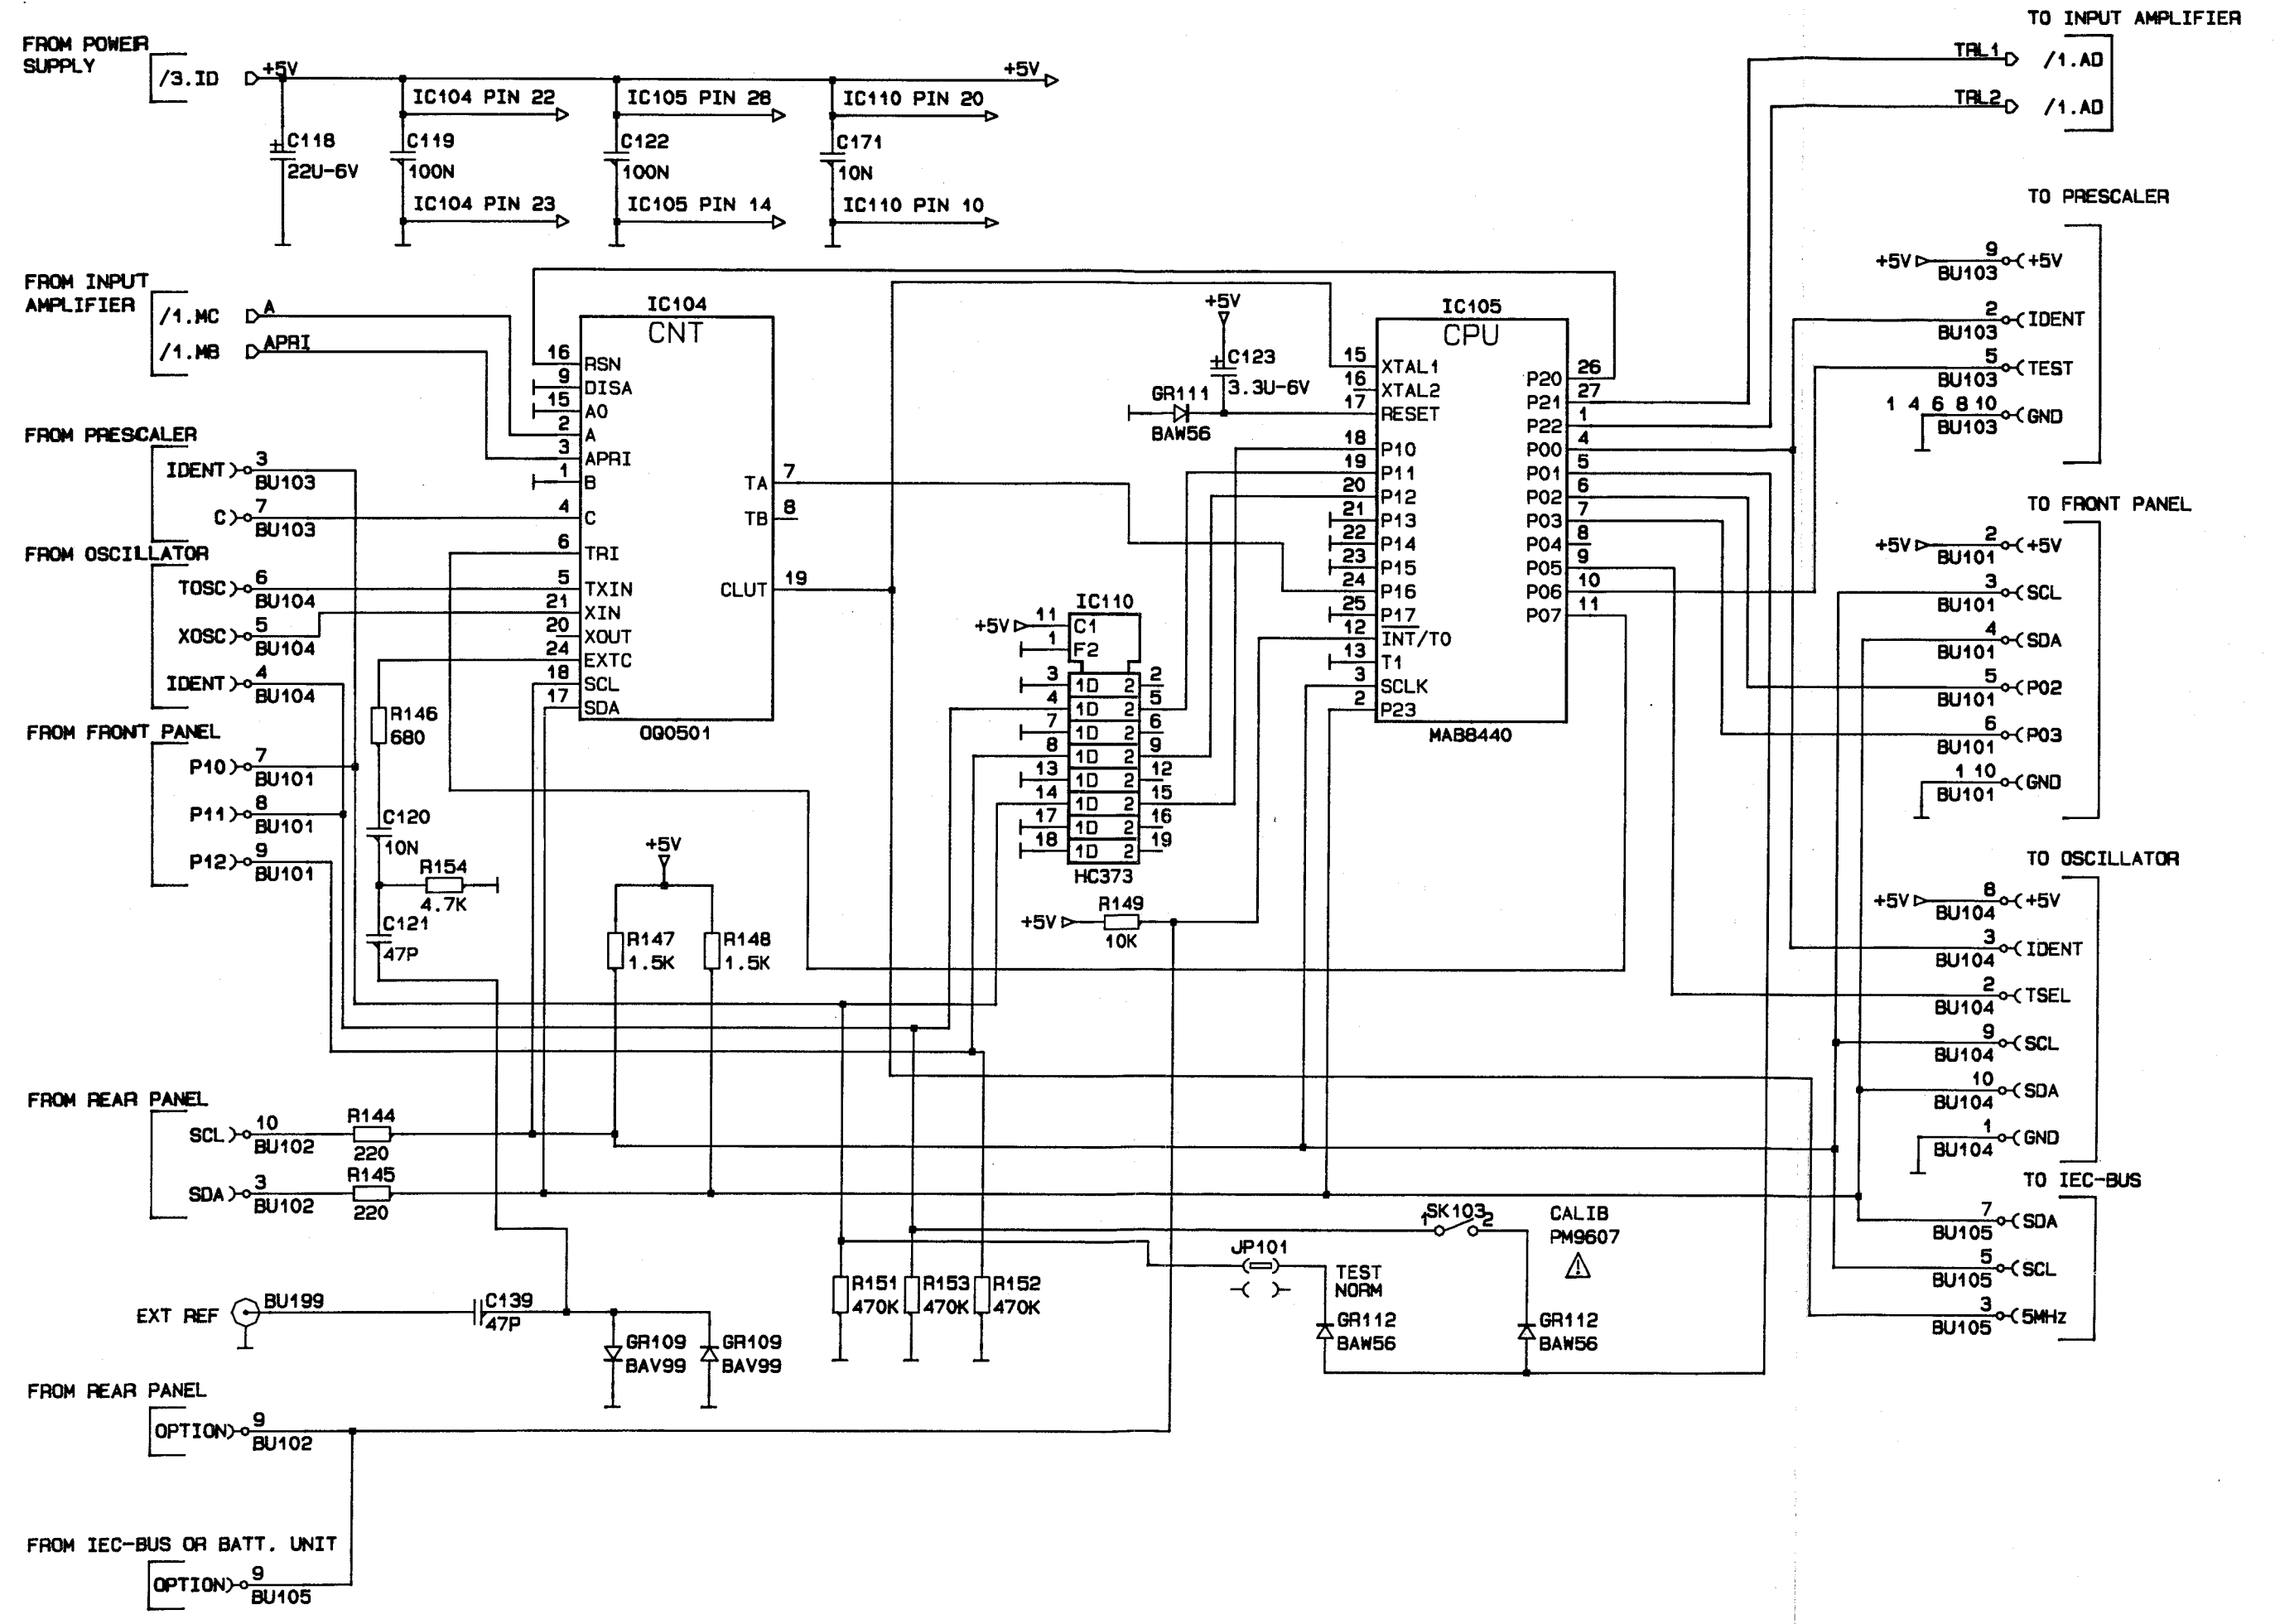 TO INPUT AMPLIFIER
TRL1 /1.AD
TRL2 /1.AD
FROM POWER
SUPPLY
/3.ID +5V
+5V
IC104 PIN 22
IC105 PIN 28
IC110 PIN 20
C118
22U-6V
C119
100N
C122
100N
C171
10N
IC104 PIN 23
IC105 PIN 14
IC110 PIN 10
TO PRESCALER
+5V 9 +5V
BU103
2 IDENT
BU103
5 TEST
BU103
1 4 6 8 10 GND
BU103
FROM INPUT
AMPLIFIER
/1.MC A
/1.MB APRI
FROM PRESCALER
IDENT 3
BU103
C 7
BU103
FROM OSCILLATOR
TOSC 6
BU104
XOSC 5
BU104
IDENT 4
BU104
FROM FRONT PANEL
P10 7
BU101
P11 8
BU101
P12 9
BU101
IC104
CNT
16 RSN
9 DISA
15 A0
2 A
3 APRI
1 B
4 C
6 TRI
5 TXIN
21 XIN
20 XOUT
24 EXTC
18 SCL
17 SDA
TA 7
TB 8
CLUT 19
OQ0501
+5V
C123
3.3U-6V
GR111
BAW56
IC105
CPU
15 XTAL1
16 XTAL2
17 RESET
18 P10
19 P11
20 P12
21 P13
22 P14
23 P15
24 P16
25 P17
12 INT/T0
13 T1
3 SCLK
2 P23
P20 26
P21 27
P22 1
P00 4
P01 5
P02 6
P03 7
P04 8
P05 9
P06 10
P07 11
MAB8440
IC110
+5V 11 C1
1 F2
3 1D 2 2
4 1D 2 5
7 1D 2 6
8 1D 2 9
13 1D 2 12
14 1D 2 15
17 1D 2 16
18 1D 2 19
HC373
+5V R149
10K
TO FRONT PANEL
+5V 2 +5V
BU101
3 SCL
BU101
4 SDA
BU101
5 P02
BU101
6 P03
BU101
1 10 GND
BU101
R146
680
C120
10N
R154
4.7K
C121
47P
+5V
R147
1.5K
R148
1.5K
TO OSCILLATOR
+5V 8 +5V
BU104
3 IDENT
BU104
2 TSEL
BU104
9 SCL
BU104
10 SDA
BU104
1 GND
BU104
FROM REAR PANEL
SCL 10
BU102
R144
220
SDA 3
BU102
R145
220
TO IEC-BUS
7 SDA
BU105
5 SCL
BU105
3 5MHz
BU105
1 SK103 2
CALIB
PM9607
JP101
TEST
NORM
GR112
BAW56
GR112
BAW56
R151
470K
R153
470K
R152
470K
EXT REF BU199
C139
47P
GR109
BAV99
GR109
BAV99
FROM REAR PANEL
OPTION 9
BU102
FROM IEC-BUS OR BATT. UNIT
OPTION 9
BU105